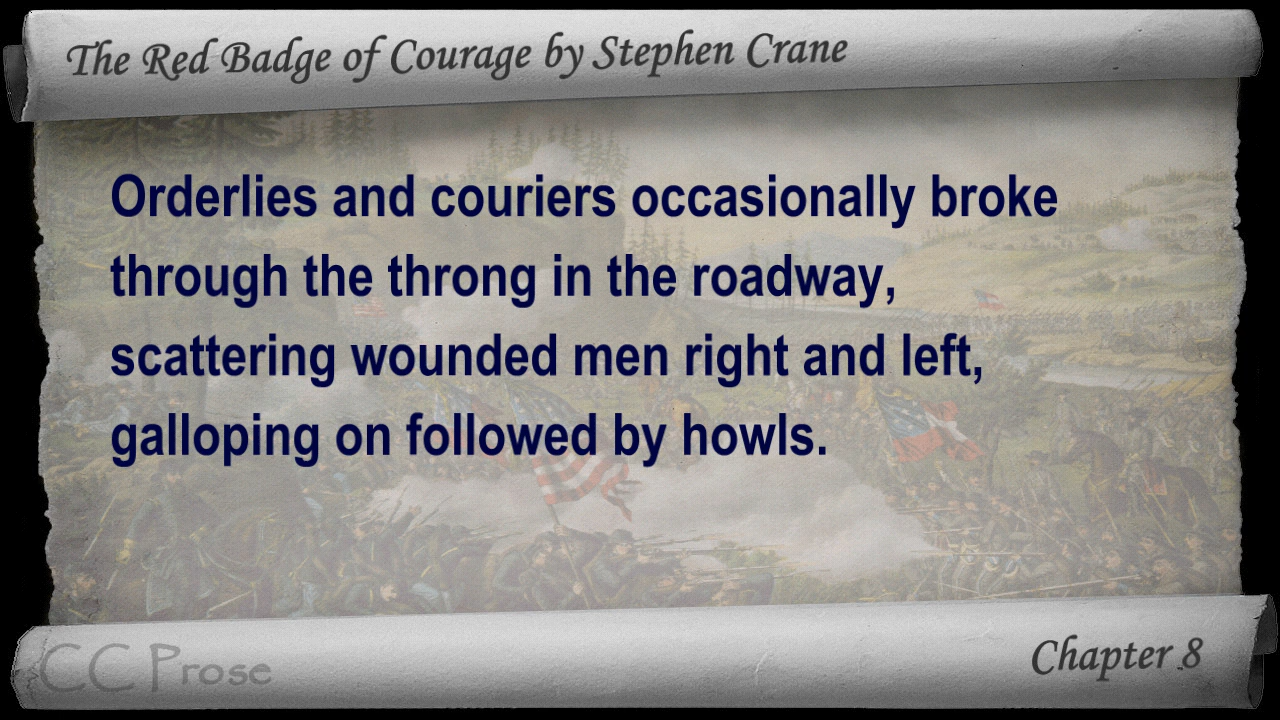 The Red Badge of Courage by Stephen Crane
Orderlies and couriers occasionally broke
through the throng in the roadway,
scattering wounded men right and left,
galloping on followed by howls.
CC Prose
Chapter 8